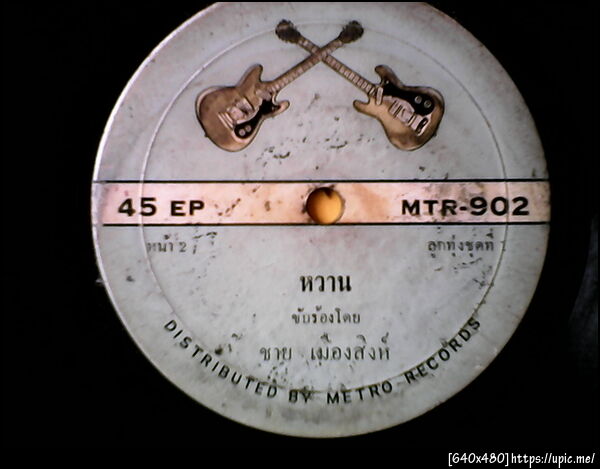 45 EP MTR-902
หน้า 2 ลูกทุ่งชุดที่ 1
หวาน
ขับร้องโดย
ชาย เมืองสิงห์
DISTRIBUTED BY METRO RECORDS
[640x480]https://upic.me/